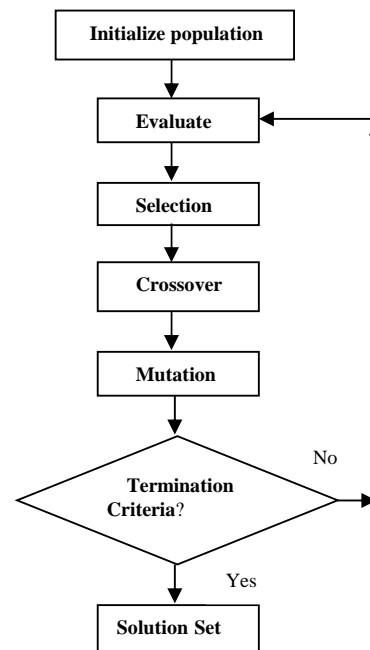 Initialize population
Evaluate
Selection
Crossover
Mutation
No
Termination
Criteria?
Yes
Solution Set